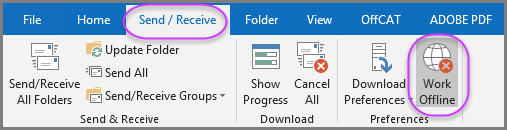 File Home Send / Receive Folder View OffCAT ADOBE PDF
Send/Receive All Folders
Update Folder
Send All
Send/Receive Groups
Send & Receive
Show Progress
Cancel All
Download
Download Preferences
Work Offline
Preferences